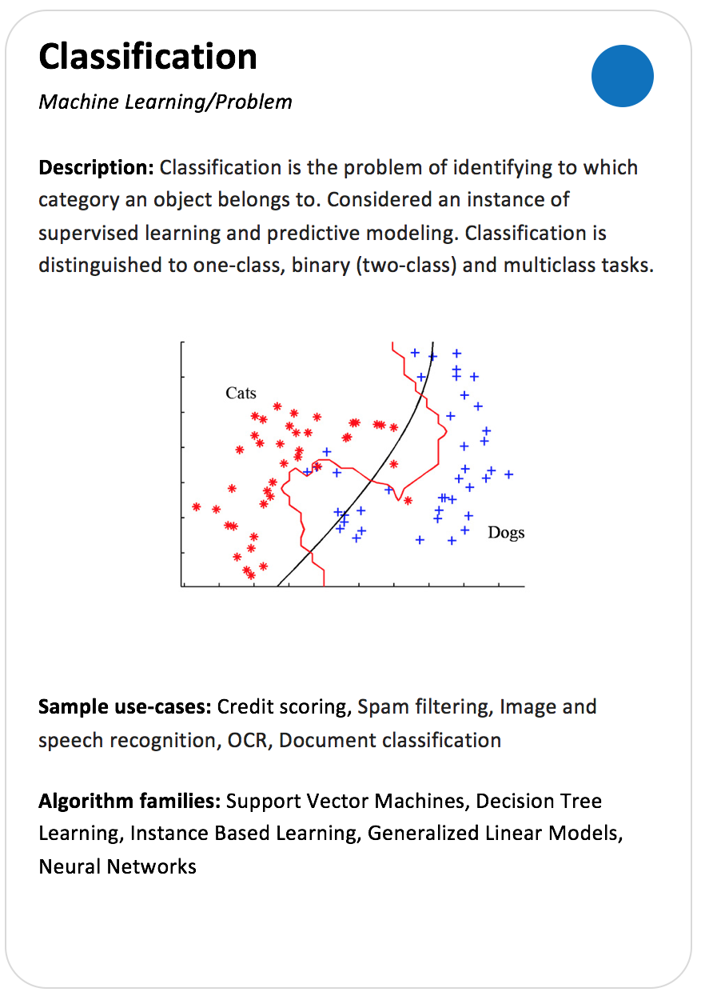 Classification
Machine Learning/Problem
Description: Classification is the problem of identifying to which
category an object belongs to. Considered an instance of
supervised learning and predictive modeling. Classification is
distinguished to one-class, binary (two-class) and multiclass tasks.
Cats
Dogs
Sample use-cases: Credit scoring, Spam filtering, Image and
speech recognition, OCR, Document classification
Algorithm families: Support Vector Machines, Decision Tree
Learning, Instance Based Learning, Generalized Linear Models,
Neural Networks